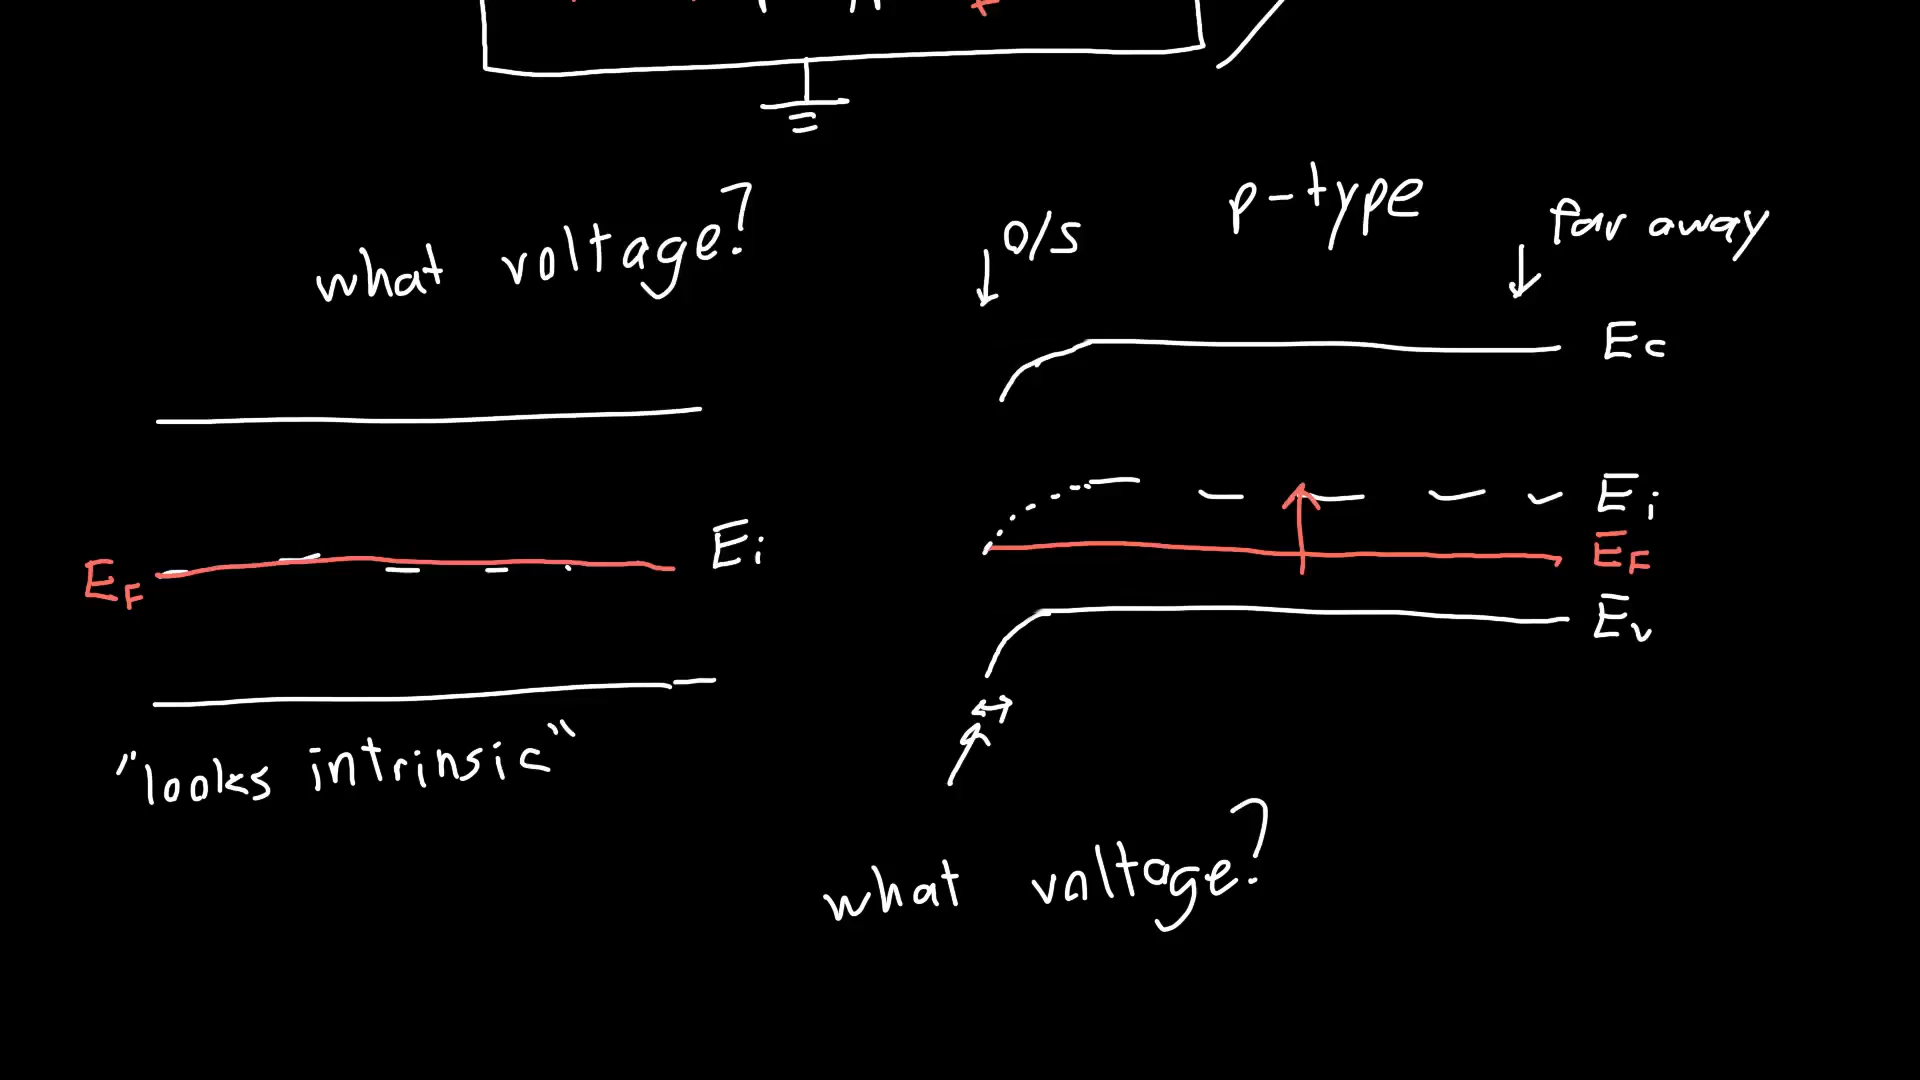 what voltage?
O/S
p-type
far away
Ec
Ei
EF
Ev
Ei
EF
"looks intrinsic"
what voltage?